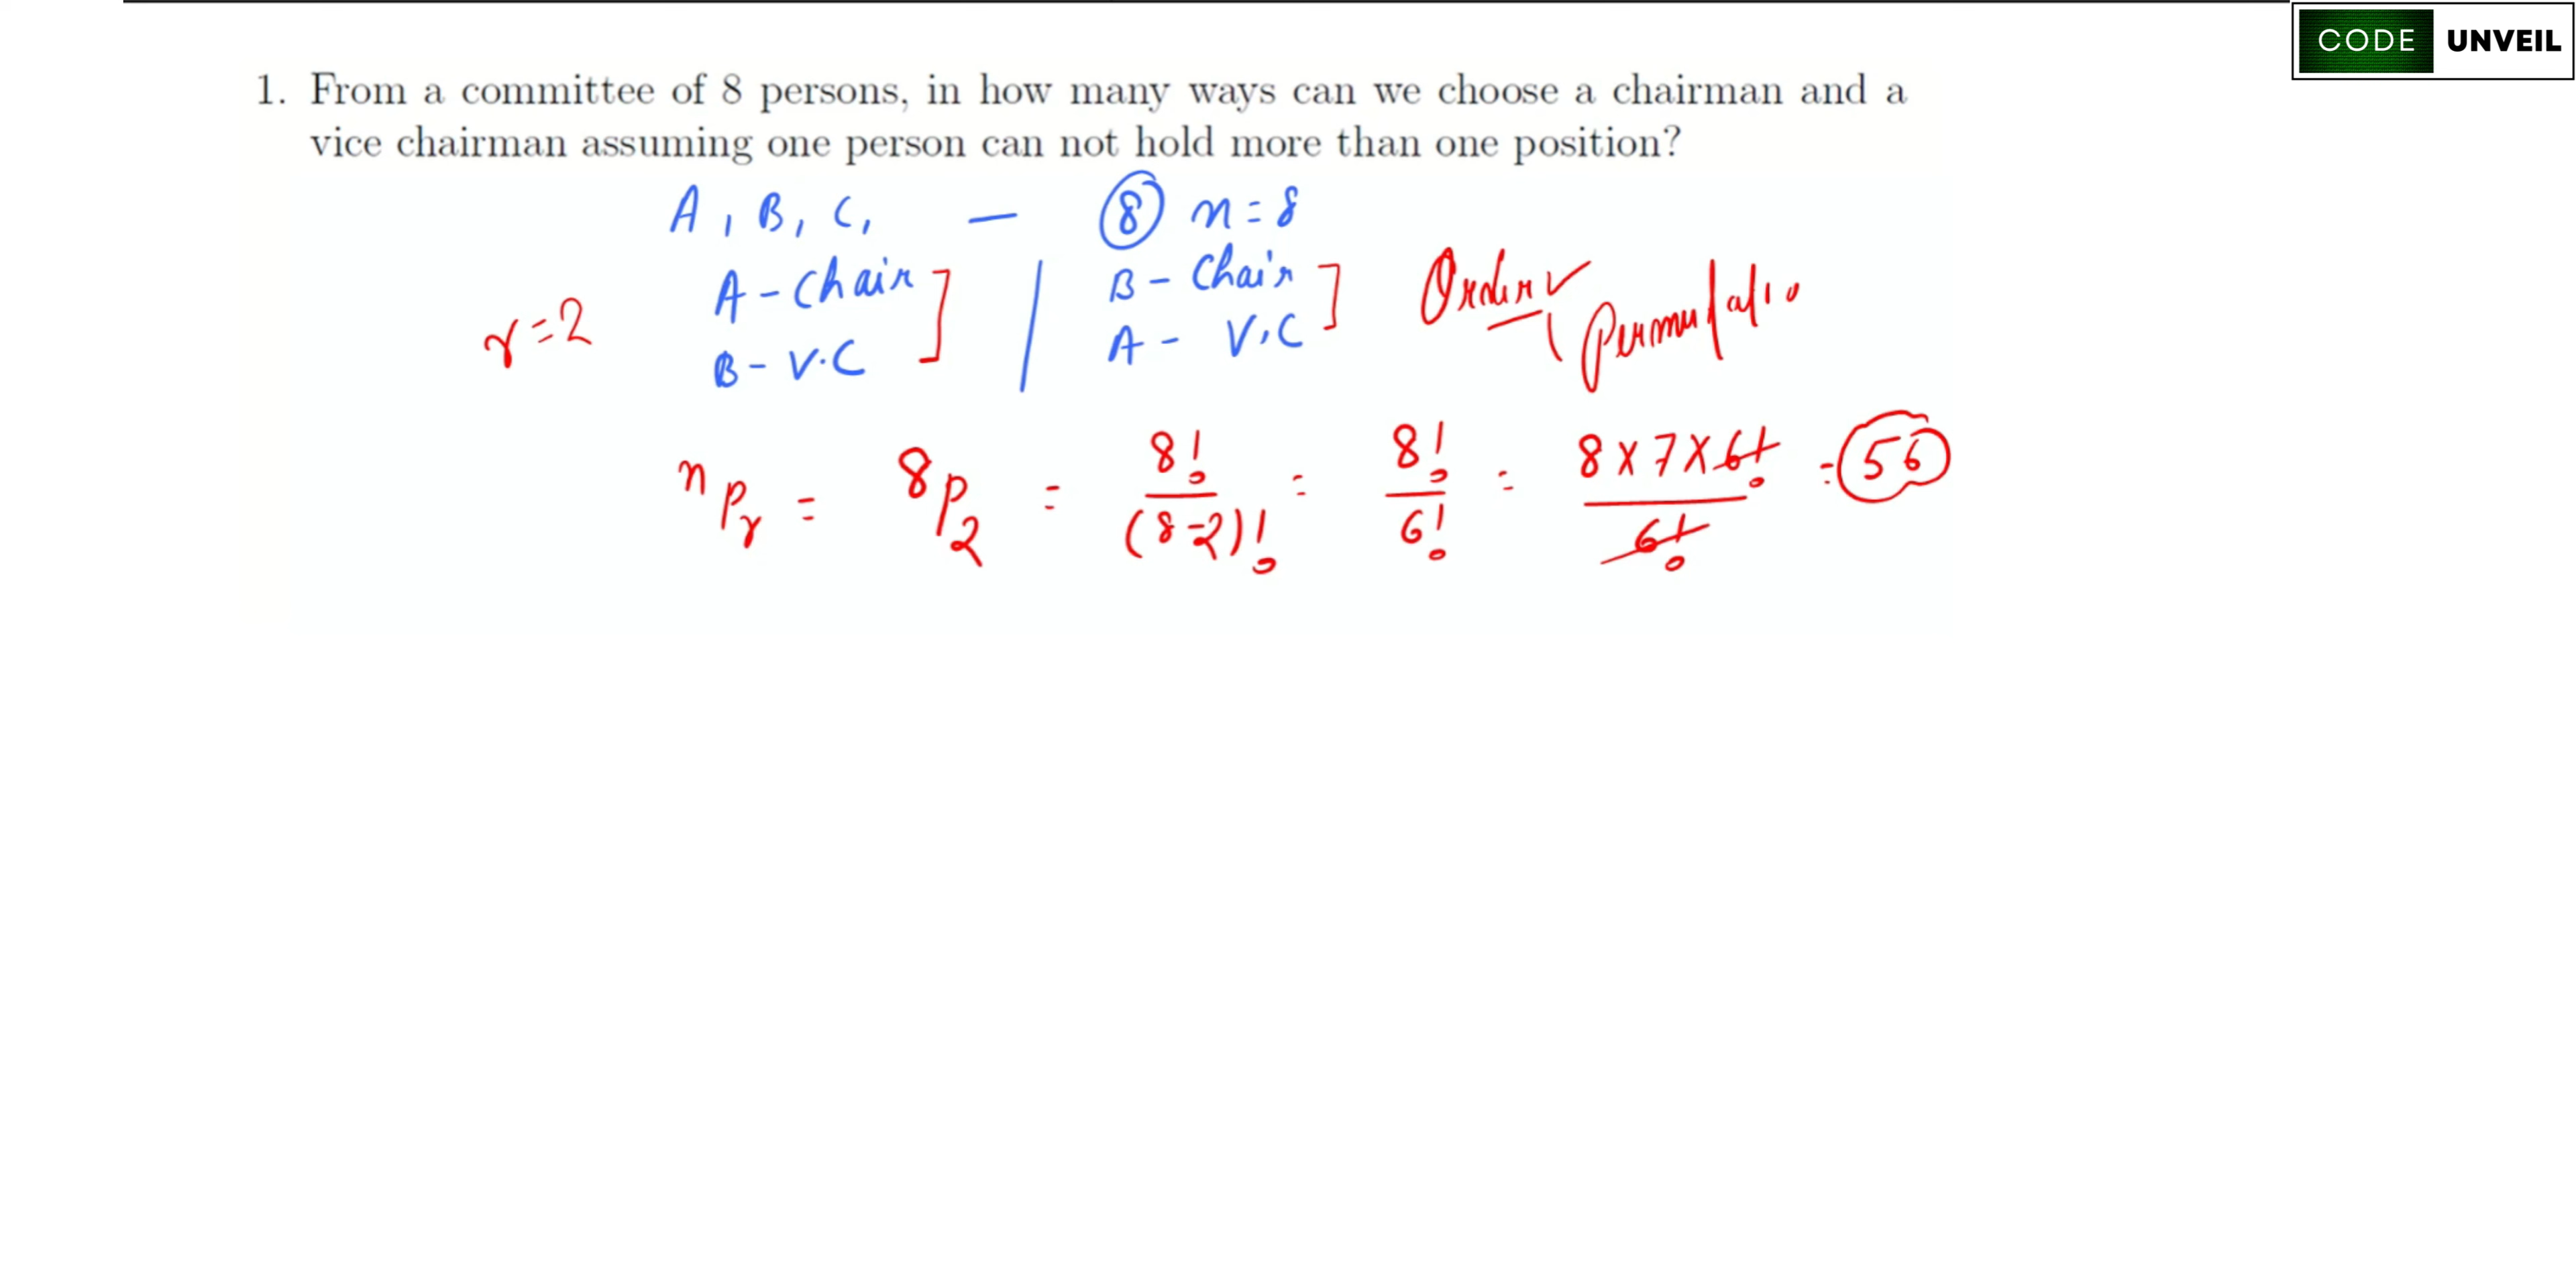 CODE UNVEIL
1. From a committee of 8 persons, in how many ways can we choose a chairman and a
vice chairman assuming one person can not hold more than one position?
A, B, C, — 8 n = 8
r = 2
A - Chair ] / B - Chair ]
B - V.C / A - V.C
Order ✓
( Permutatio
nPr = 8P2 = 8! / (8-2)! = 8! / 6! = 8 x 7 x 6! / 6! = 56